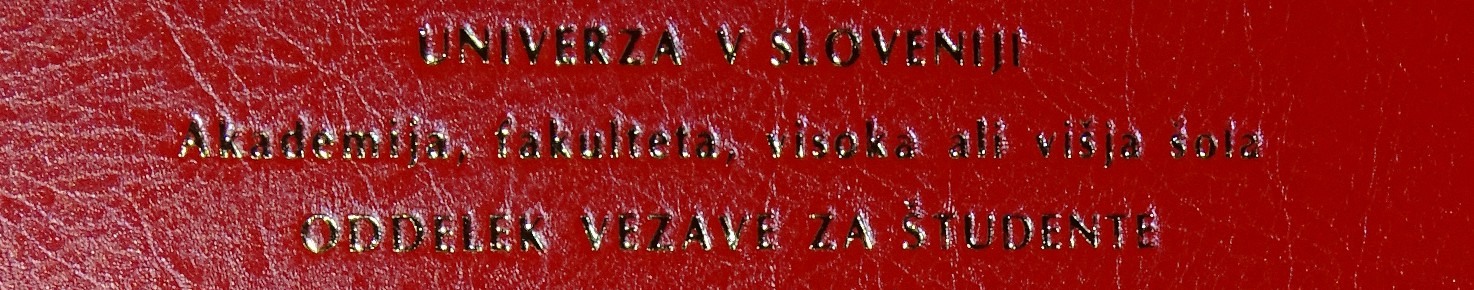 UNIVERZA V SLOVENIJI
Akademija, fakulteta, visoka ali višja šola
ODDELEK VEZAVE ZA ŠTUDENTE